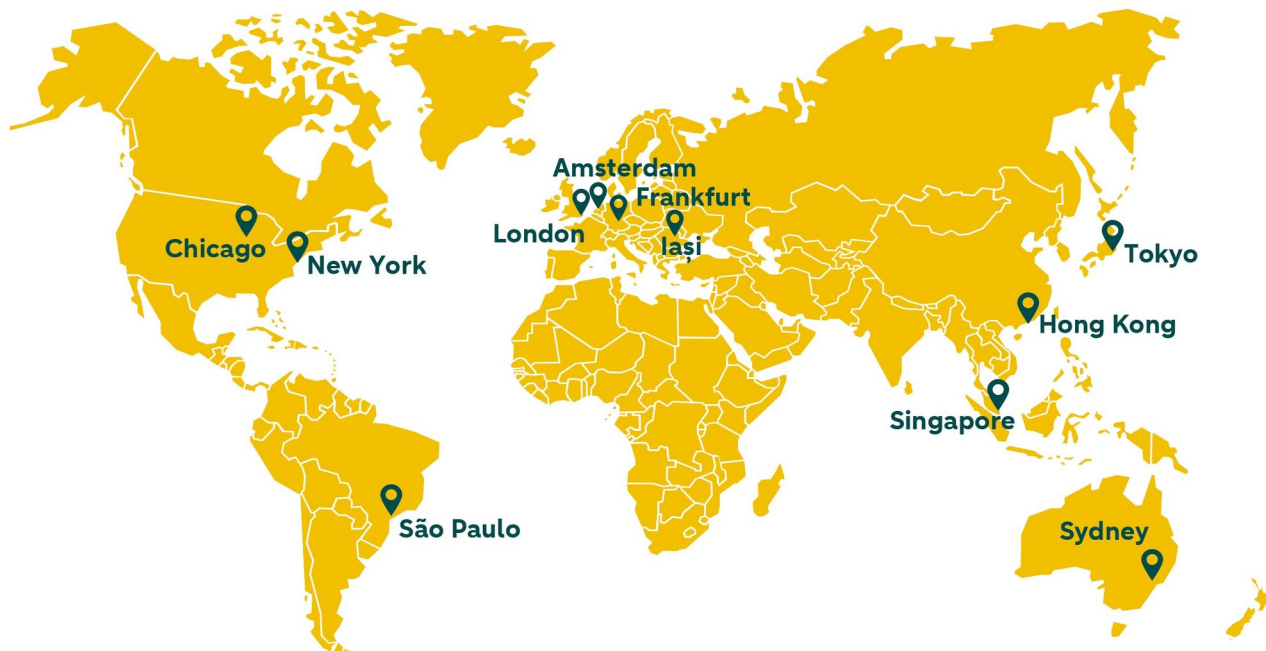 Amsterdam
Frankfurt
London
Iași
Chicago
New York
Tokyo
Hong Kong
Singapore
São Paulo
Sydney